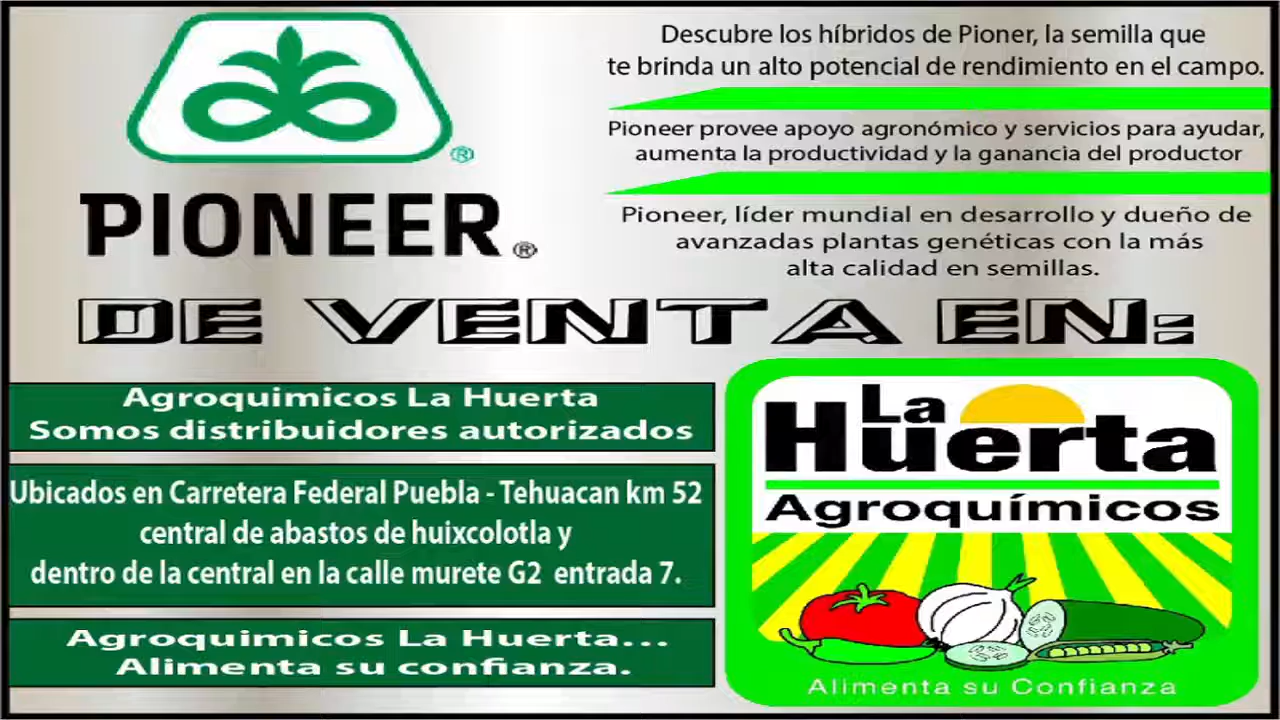 PIONEER®
Descubre los híbridos de Pioner, la semilla que
te brinda un alto potencial de rendimiento en el campo.
Pioneer provee apoyo agronómico y servicios para ayudar,
aumenta la productividad y la ganancia del productor
Pioneer, líder mundial en desarrollo y dueño de
avanzadas plantas genéticas con la más
alta calidad en semillas.
DE VENTA EN:
Agroquimicos La Huerta
Somos distribuidores autorizados
Ubicados en Carretera Federal Puebla - Tehuacan km 52
central de abastos de huixcolotla y
dentro de la central en la calle murete G2 entrada 7.
Agroquimicos La Huerta...
Alimenta su confianza.
La
Huerta
Agroquímicos
Alimenta su Confianza